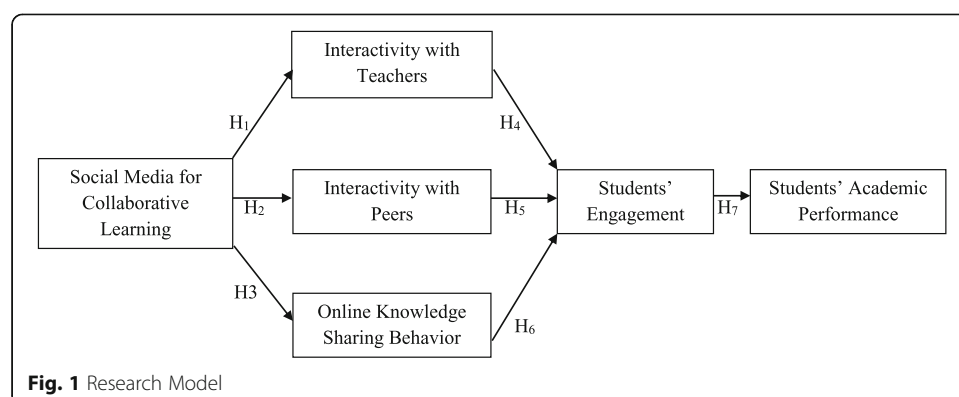 Interactivity with
Teachers
H₁
H₄
Social Media for
Collaborative
Learning
H₂
Interactivity with
Peers
H₅
Students’
Engagement
H₇
Students’ Academic
Performance
H3
Online Knowledge
Sharing Behavior
H₆
Fig. 1 Research Model